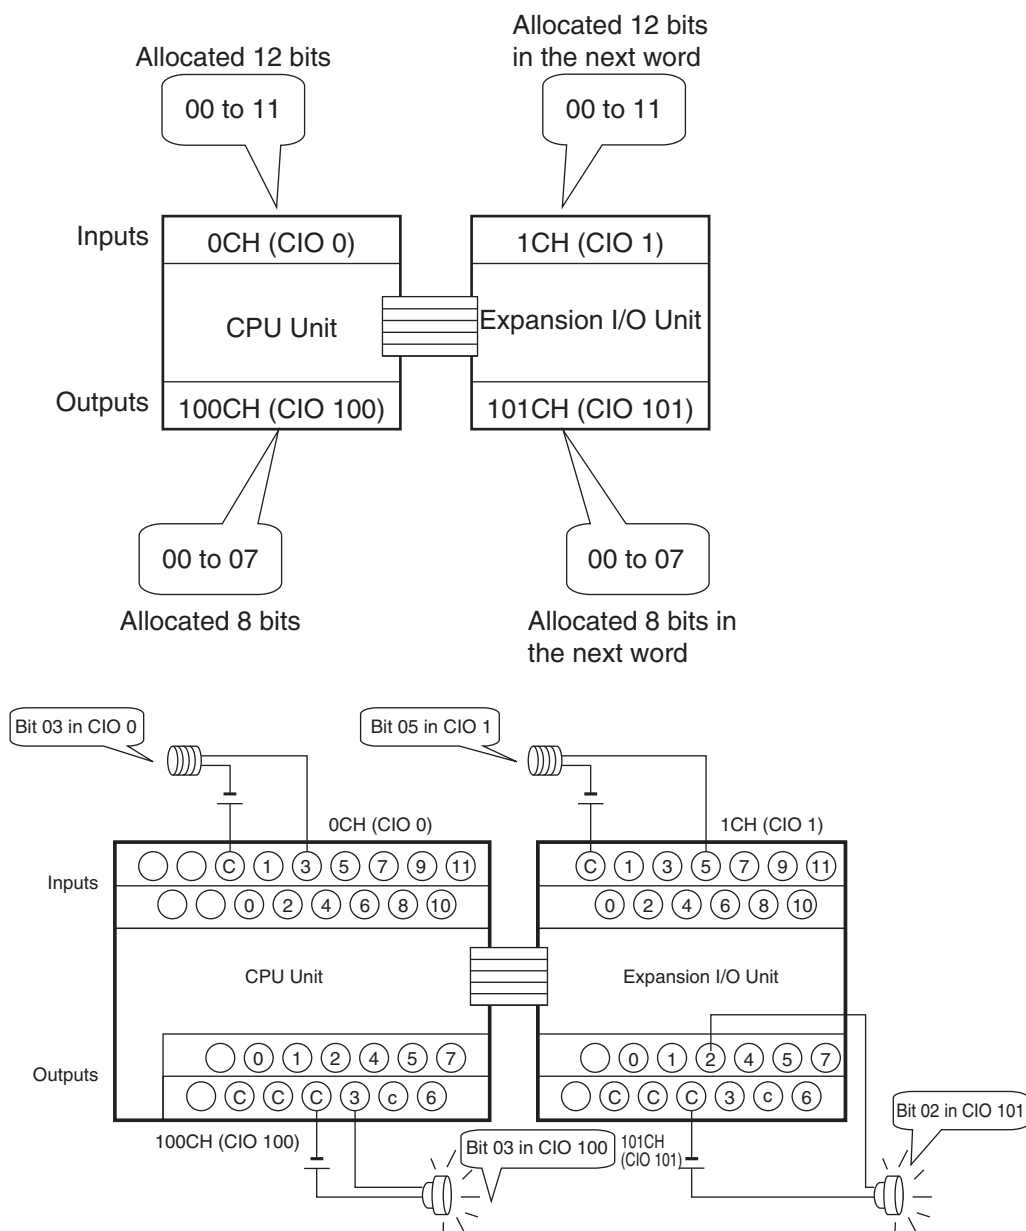 Allocated 12 bits
Allocated 12 bits
in the next word
00 to 11
00 to 11
Inputs
0CH (CIO 0)
1CH (CIO 1)
CPU Unit
Expansion I/O Unit
Outputs
100CH (CIO 100)
101CH (CIO 101)
00 to 07
00 to 07
Allocated 8 bits
Allocated 8 bits in
the next word
Bit 03 in CIO 0
Bit 05 in CIO 1
0CH (CIO 0)
1CH (CIO 1)
Inputs
C 1 3 5 7 9 11
C 1 3 5 7 9 11
0 2 4 6 8 10
0 2 4 6 8 10
CPU Unit
Expansion I/O Unit
Outputs
0 1 2 4 5 7
0 1 2 4 5 7
C C C 3 c 6
C C C 3 c 6
100CH (CIO 100)
Bit 03 in CIO 100
101CH
(CIO 101)
Bit 02 in CIO 101